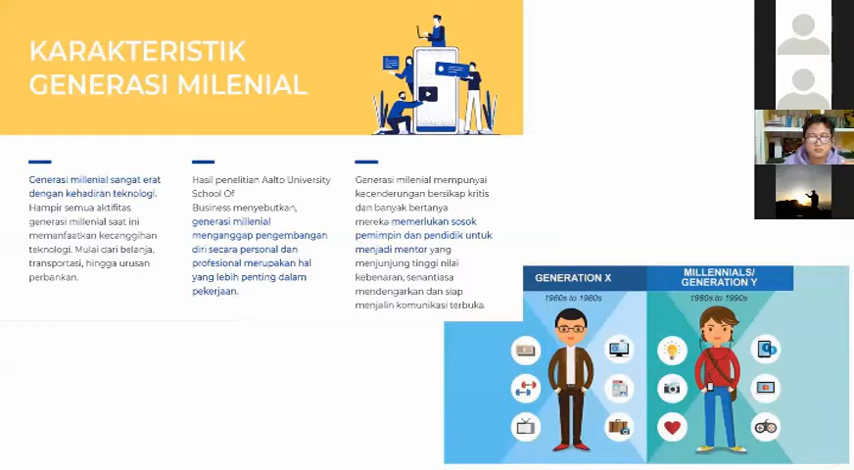 KARAKTERISTIK
GENERASI MILENIAL
Generasi millenial sangat erat
dengan kehadiran teknologi.
Hampir semua aktifitas
generasi millenial saat ini
memanfaatkan kecanggihan
teknologi. Mulai dari belanja,
transportasi, hingga urusan
perbankan.
Hasil penelitian Aalto University
School Of
Business menyebutkan,
generasi millenial
menganggap pengembangan
diri secara personal dan
profesional merupakan hal
yang lebih penting dalam
pekerjaan.
Generasi milenial mempunyai
kecenderungan bersikap kritis
dan banyak bertanya
mereka memerlukan sosok
pemimpin dan pendidik untuk
menjadi mentor yang
menjunjung tinggi nilai
kebenaran, senantiasa
mendengarkan dan siap
menjalin komunikasi terbuka.
GENERATION X
1960s to 1980s
MILLENNIALS/
GENERATION Y
1980s to 1990s